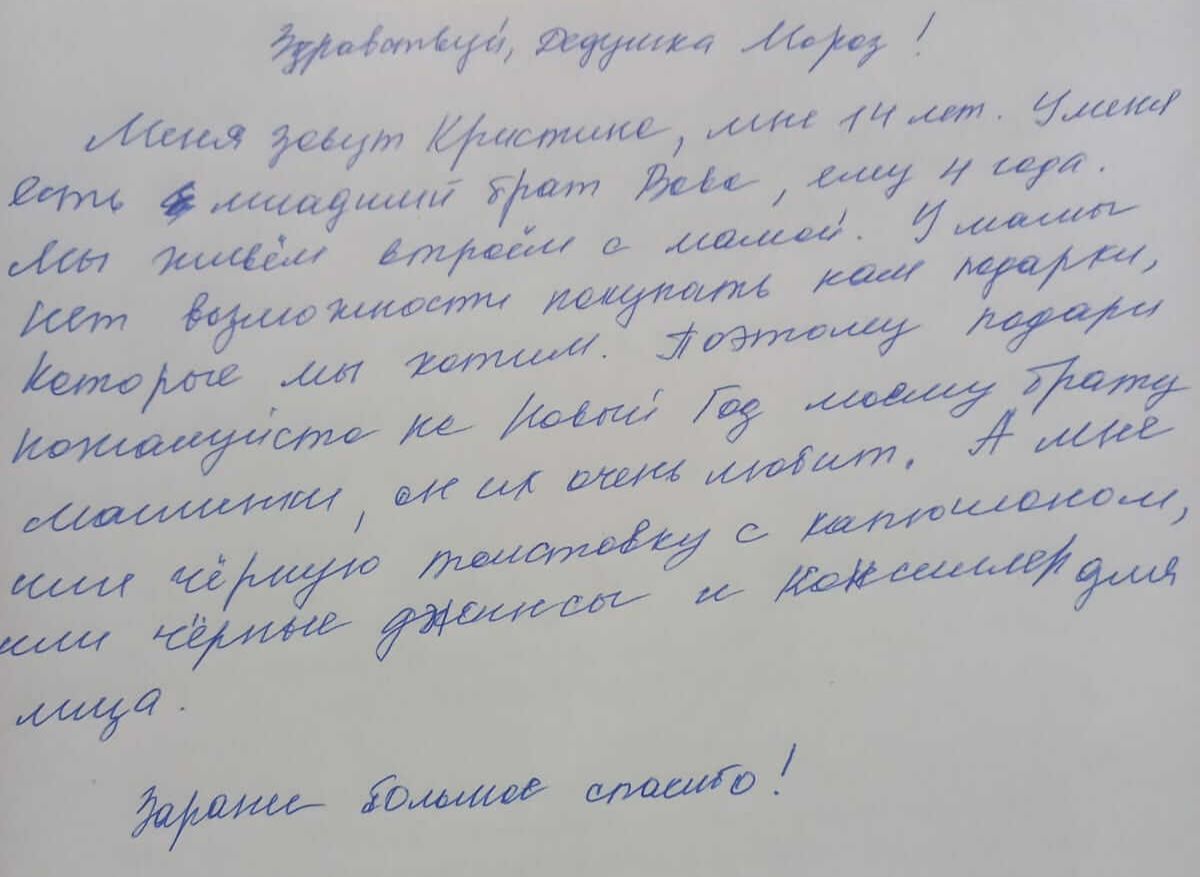 Здравствуй, Дедушка Мороз!
Меня зовут Кристина, мне 14 лет. У меня
есть младший брат Вова, ему 4 года.
Мы живём втроём с мамой. У мамы
нет возможности покупать нам подарки,
которые мы хотим. Поэтому подари
пожалуйста на Новый Год моему брату
машинки, он их очень любит. А мне
или чёрную толстовку с капюшоном,
или чёрные джинсы и консиллер для
лица.
Заранее большое спасибо!